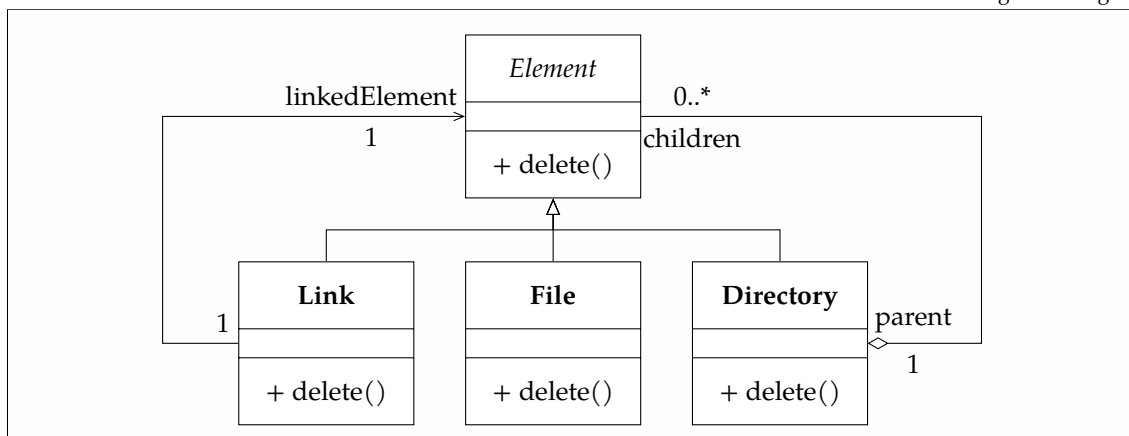 Element
linkedElement
0..*
1
children
+ delete()
Link
File
Directory
1
parent
1
+ delete()
+ delete()
+ delete()